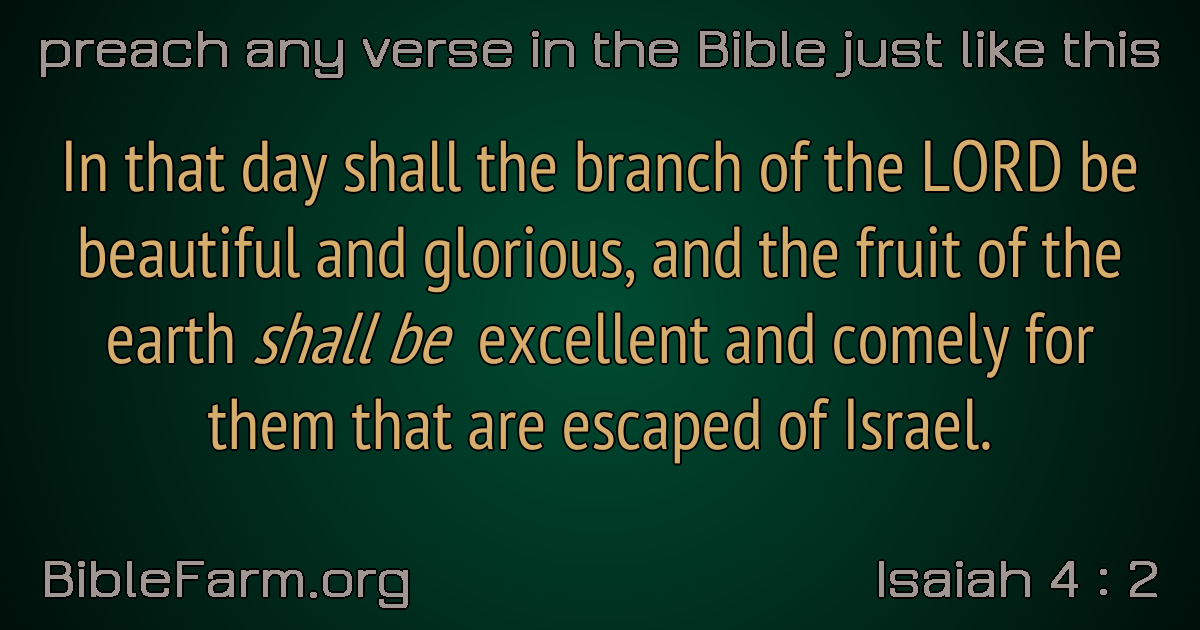 preach any verse in the Bible just like this
In that day shall the branch of the LORD be
beautiful and glorious, and the fruit of the
earth shall be excellent and comely for
them that are escaped of Israel.
BibleFarm.org
Isaiah 4 : 2